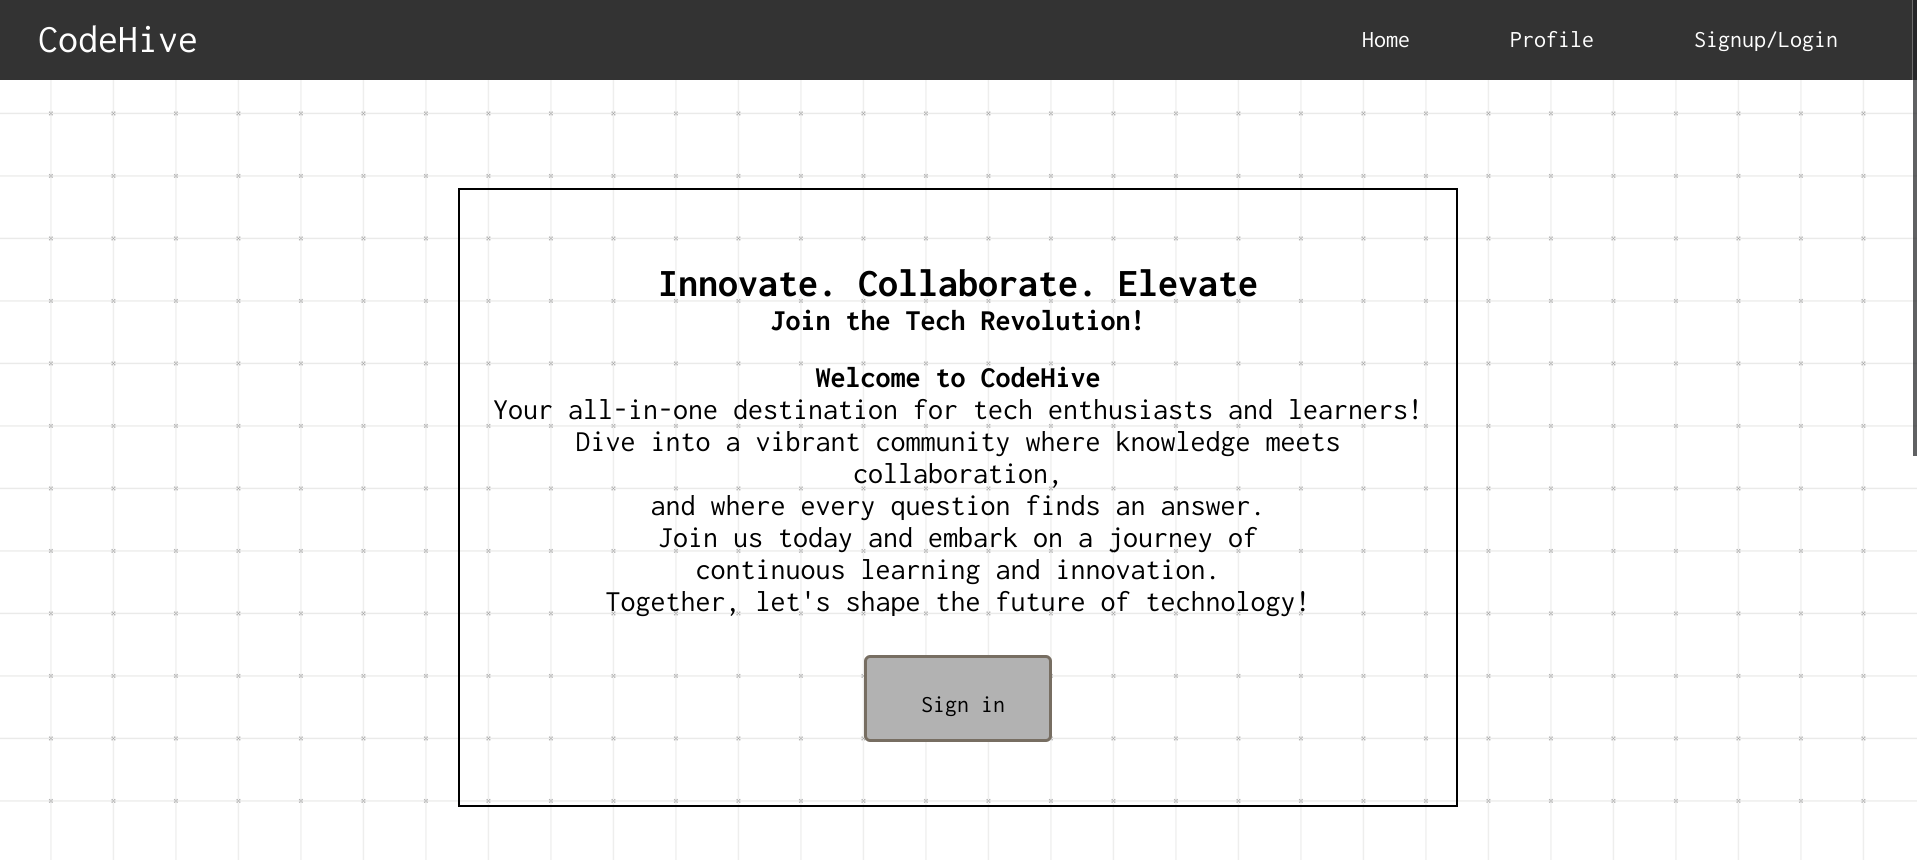 CodeHive
Home
Profile
Signup/Login
Innovate. Collaborate. Elevate
Join the Tech Revolution!
Welcome to CodeHive
Your all-in-one destination for tech enthusiasts and learners!
Dive into a vibrant community where knowledge meets
collaboration,
and where every question finds an answer.
Join us today and embark on a journey of
continuous learning and innovation.
Together, let's shape the future of technology!
Sign in